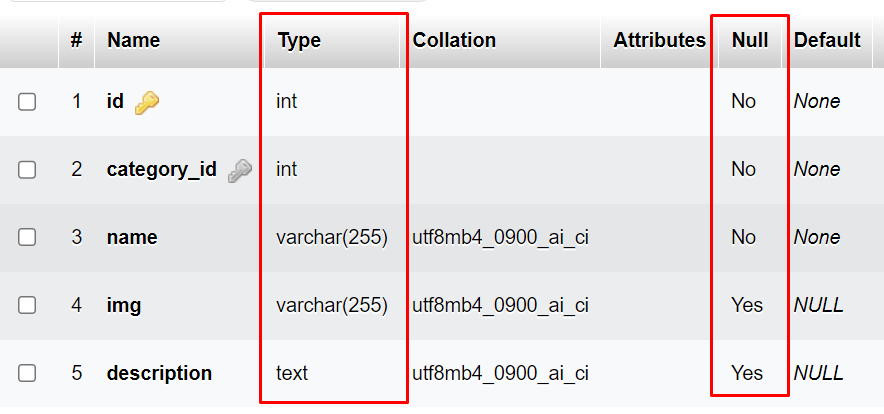 # Name Type Collation Attributes Null Default
1 id int No None
2 category_id int No None
3 name varchar(255) utf8mb4_0900_ai_ci No None
4 img varchar(255) utf8mb4_0900_ai_ci Yes NULL
5 description text utf8mb4_0900_ai_ci Yes NULL